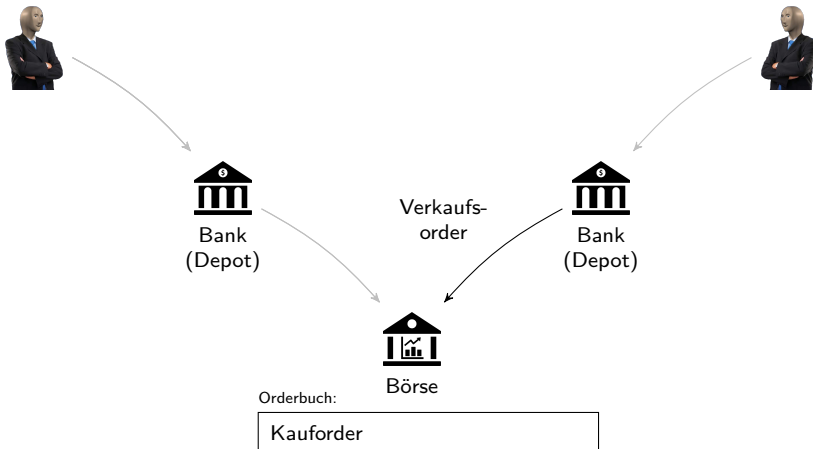 Verkaufs-
order
Bank
(Depot)
Bank
(Depot)
Börse
Orderbuch:
Kauforder